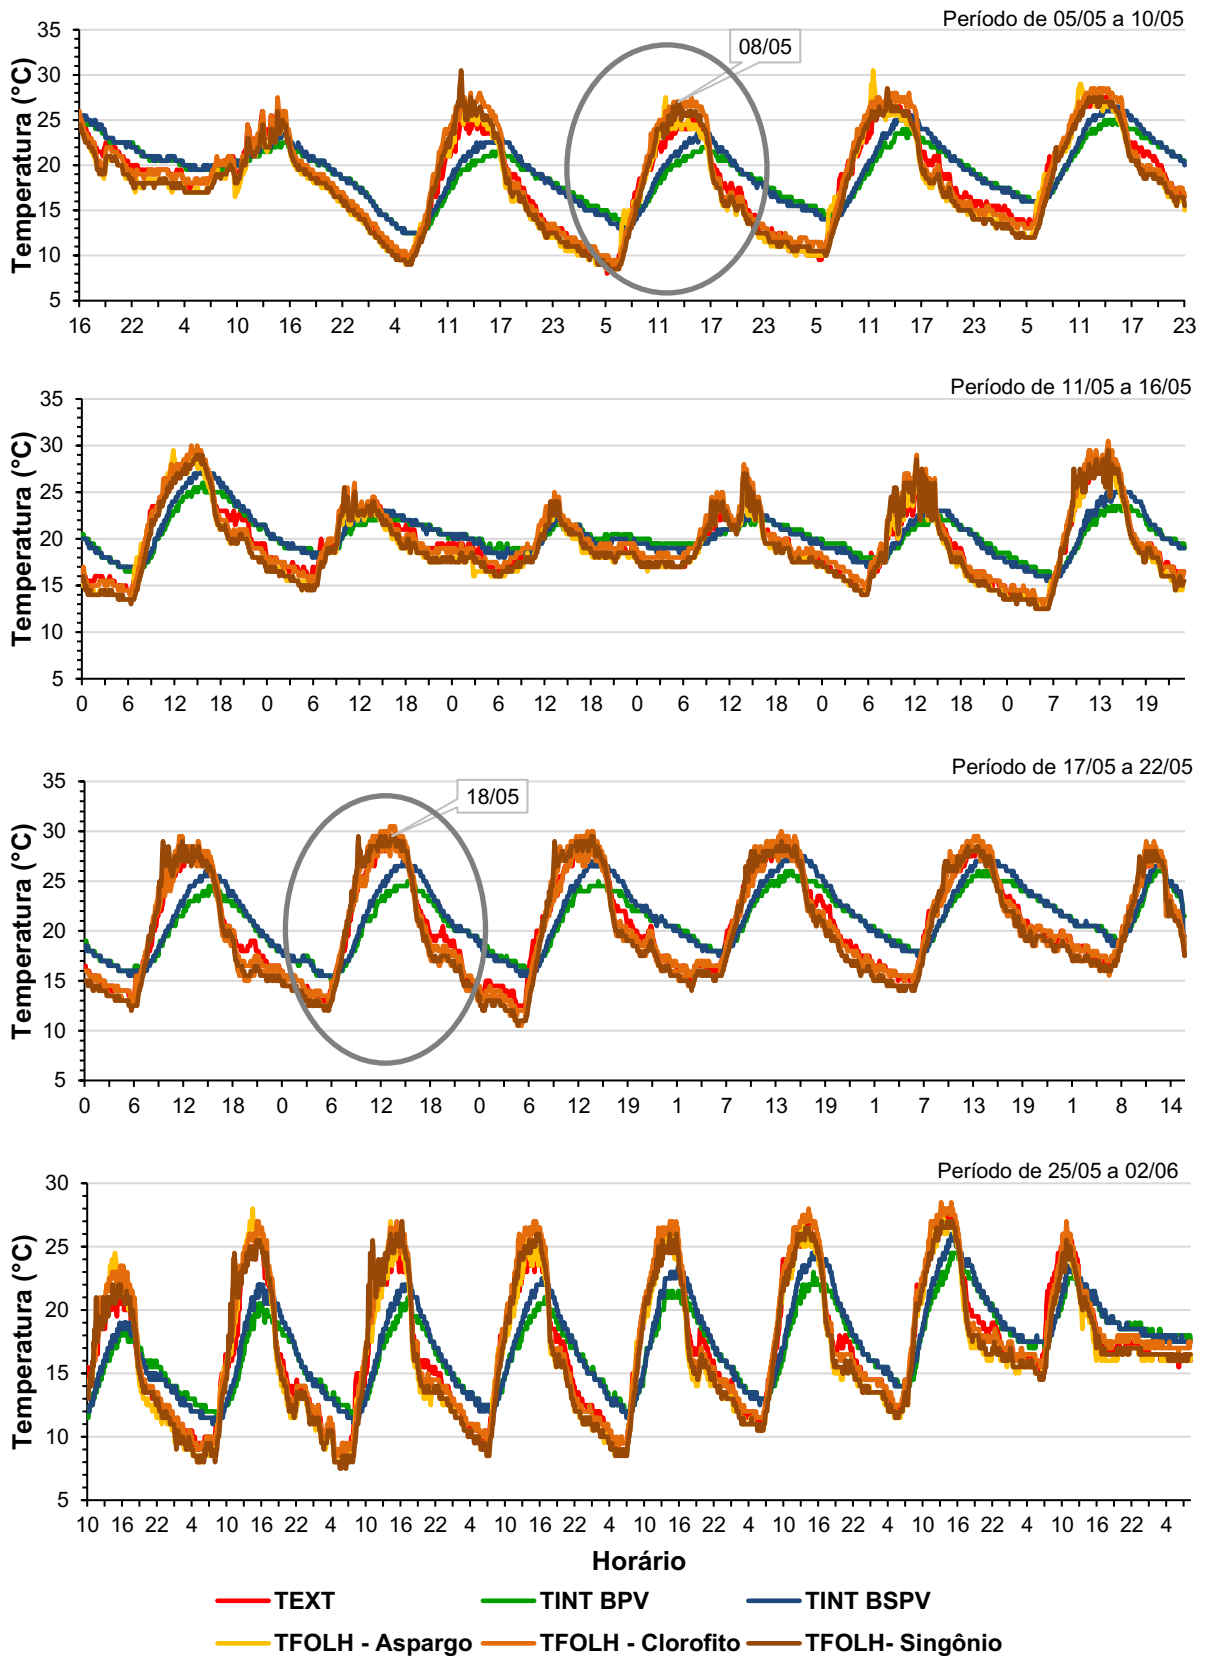 Período de 05/05 a 10/05
08/05
Temperatura (°C)
35
30
25
20
15
10
5
16 22 4 10 16 22 4 11 17 23 5 11 17 23 5 11 17 23 5 11 17 23
Período de 11/05 a 16/05
Temperatura (°C)
35
30
25
20
15
10
5
0 6 12 18 0 6 12 18 0 6 12 18 0 6 12 18 0 6 12 18 0 7 13 19
Período de 17/05 a 22/05
18/05
Temperatura (°C)
35
30
25
20
15
10
5
0 6 12 18 0 6 12 18 0 6 12 19 1 7 13 19 1 7 13 19 1 8 14
Período de 25/05 a 02/06
Temperatura (°C)
30
25
20
15
10
5
10 16 22 4 10 16 22 4 10 16 22 4 10 16 22 4 10 16 22 4 10 16 22 4 10 16 22 4 10 16 22 4
Horário
TEXT TINT BPV TINT BSPV
TFOLH - Aspargo TFOLH - Clorofito TFOLH- Singônio